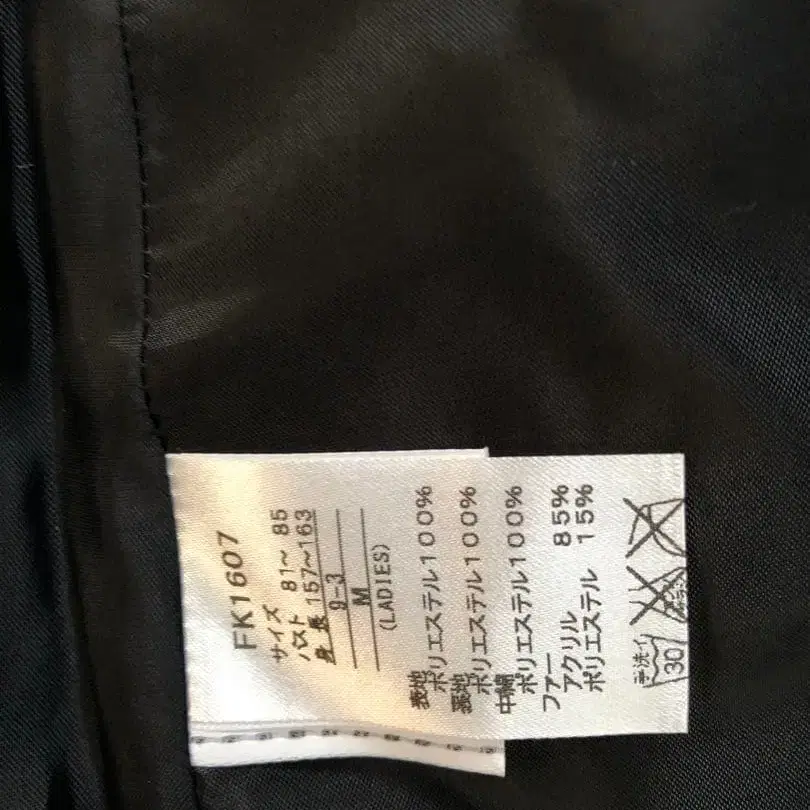 FK1607
サイズ
バスト 81〜 85
身 長 157〜163
9-3
M
(LADIES)
表地
ポリエステル100%
裏地
ポリエステル100%
中綿
ポリエステル100%
ファー
アクリル 85%
ポリエステル 15%
手洗イ
30